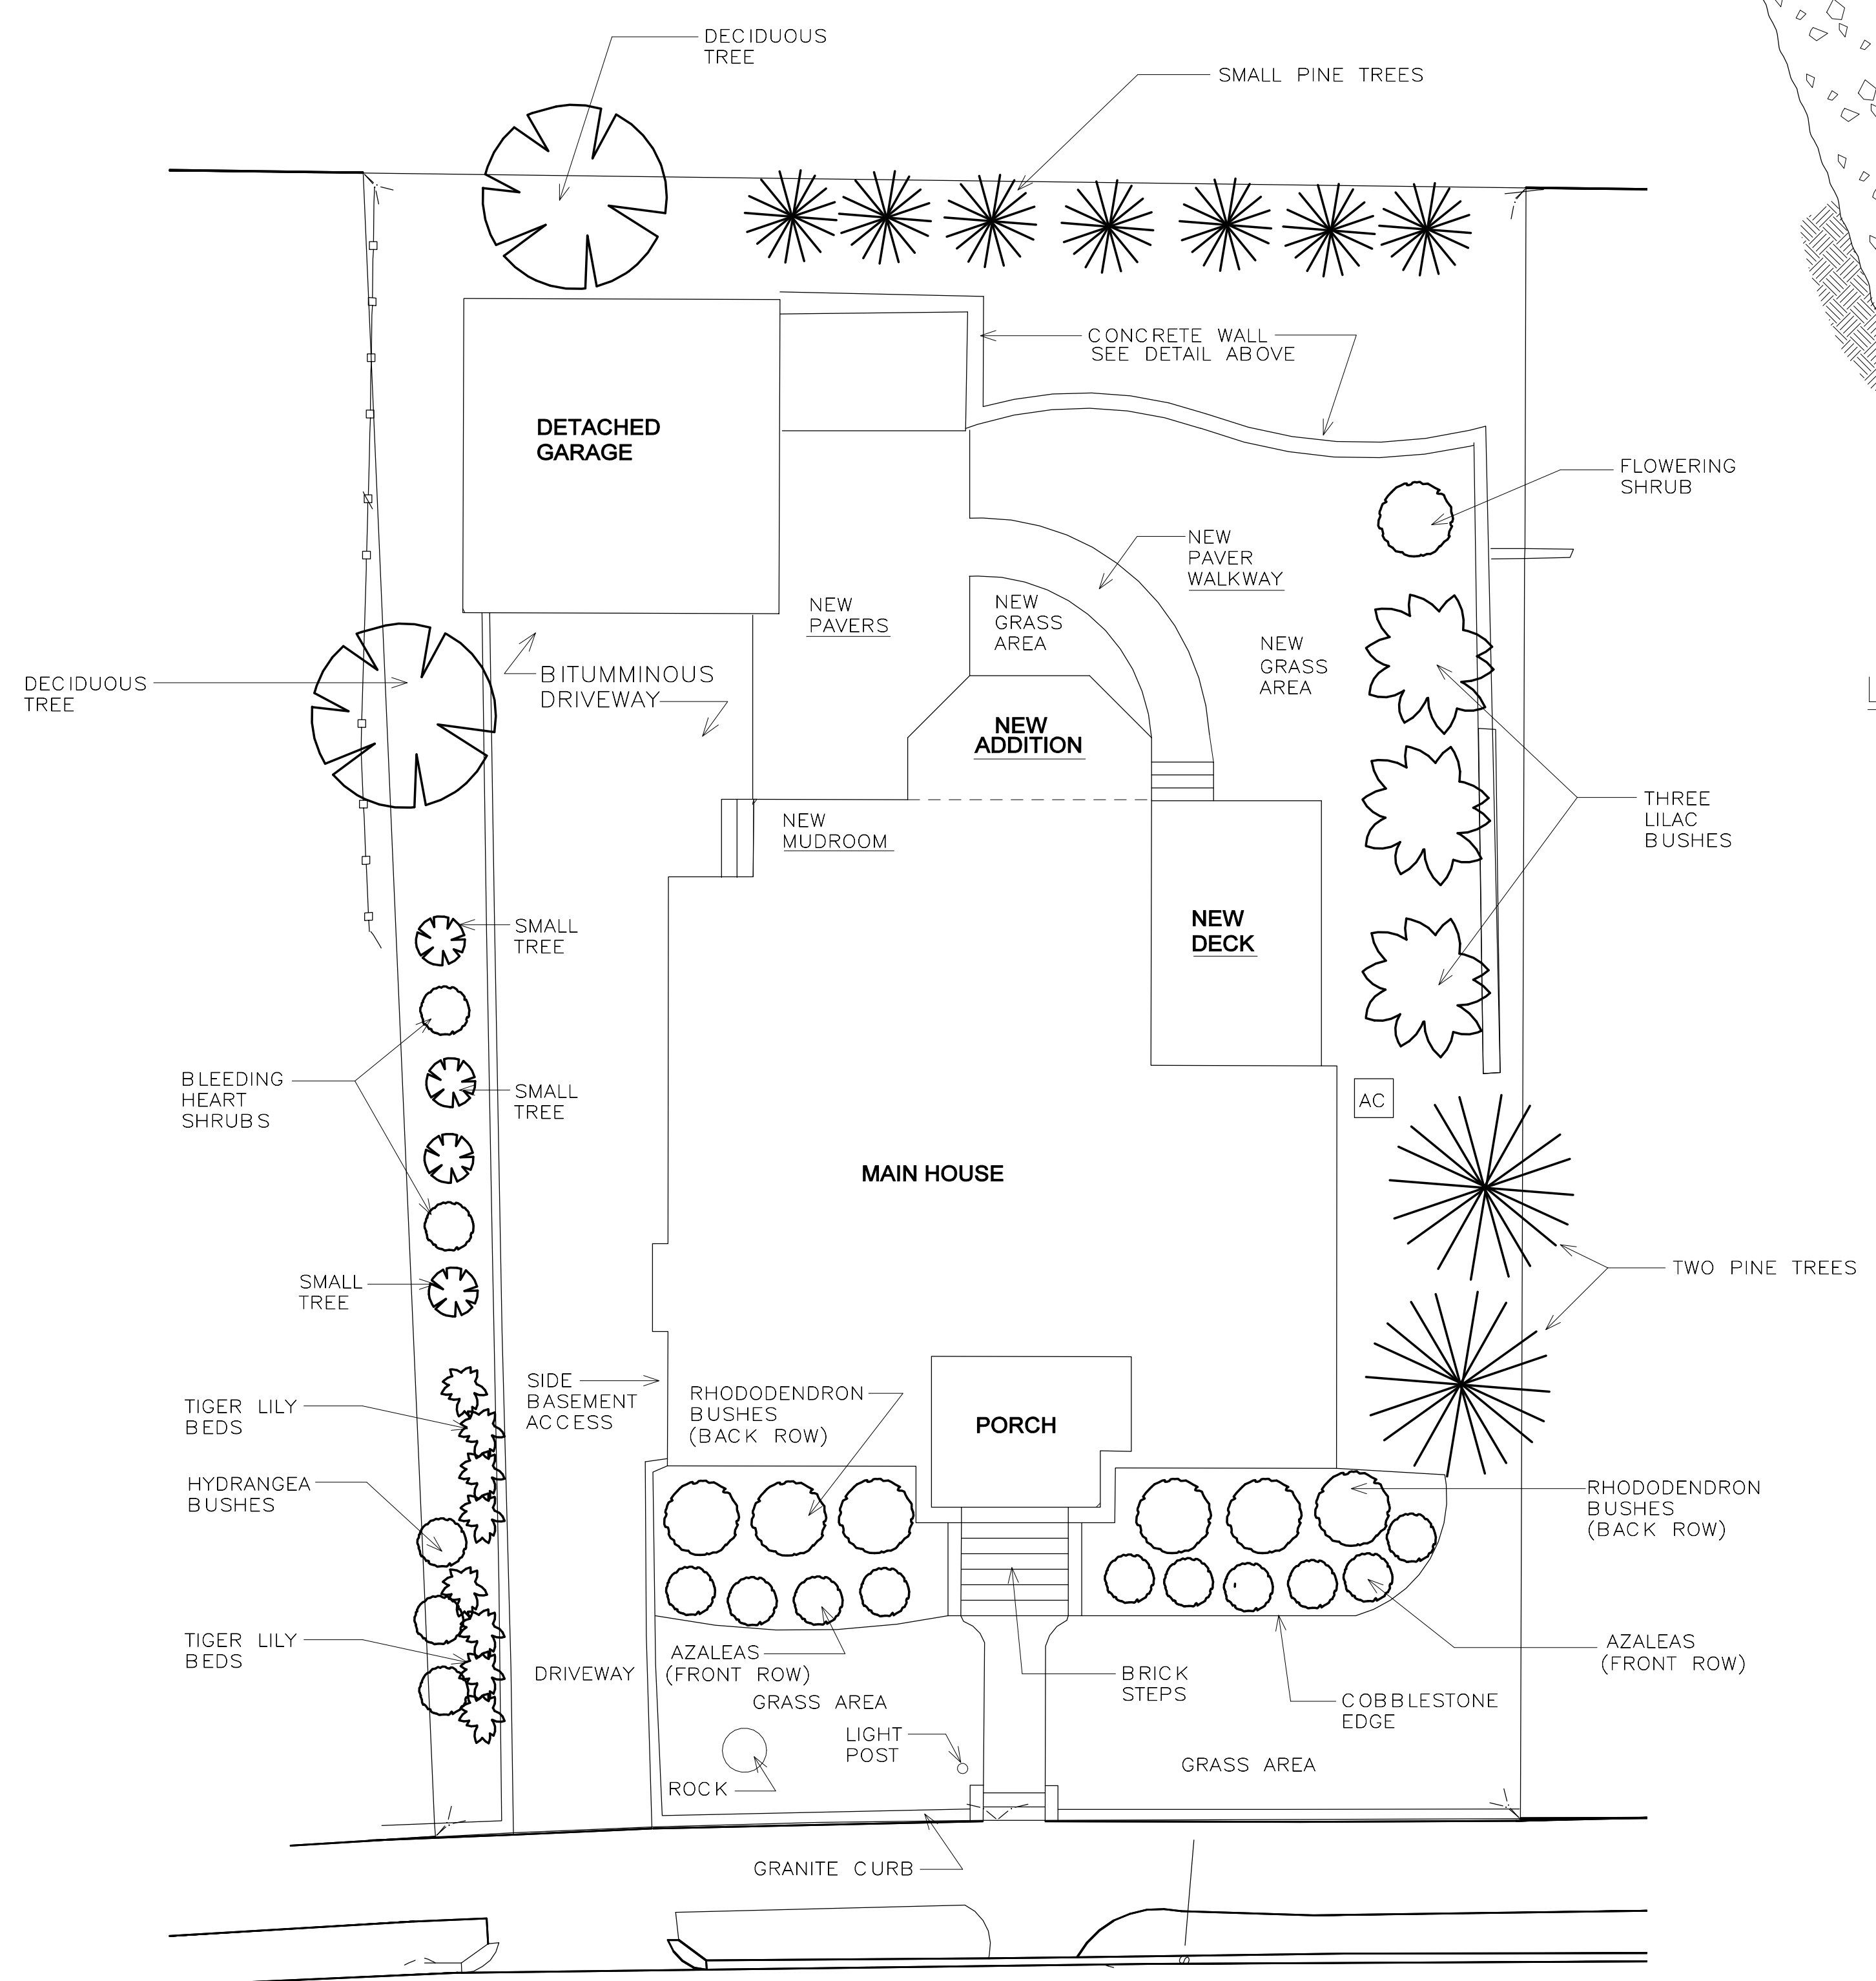 DECIDUOUS
TREE
SMALL PINE TREES
CONCRETE WALL
SEE DETAIL ABOVE
DETACHED
GARAGE
FLOWERING
SHRUB
NEW
PAVER
WALKWAY
NEW
PAVERS
NEW
GRASS
AREA
NEW
GRASS
AREA
DECIDUOUS
TREE
BITUMMINOUS
DRIVEWAY
NEW
ADDITION
NEW
MUDROOM
THREE
LILAC
BUSHES
SMALL
TREE
NEW
DECK
BLEEDING
HEART
SHRUBS
SMALL
TREE
AC
MAIN HOUSE
SMALL
TREE
TWO PINE TREES
SIDE
BASEMENT
ACCESS
RHODODENDRON
BUSHES
(BACK ROW)
PORCH
TIGER LILY
BEDS
HYDRANGEA
BUSHES
RHODODENDRON
BUSHES
(BACK ROW)
TIGER LILY
BEDS
DRIVEWAY
AZALEAS
(FRONT ROW)
GRASS AREA
BRICK
STEPS
AZALEAS
(FRONT ROW)
COBBLESTONE
EDGE
LIGHT
POST
ROCK
GRASS AREA
GRANITE CURB
S